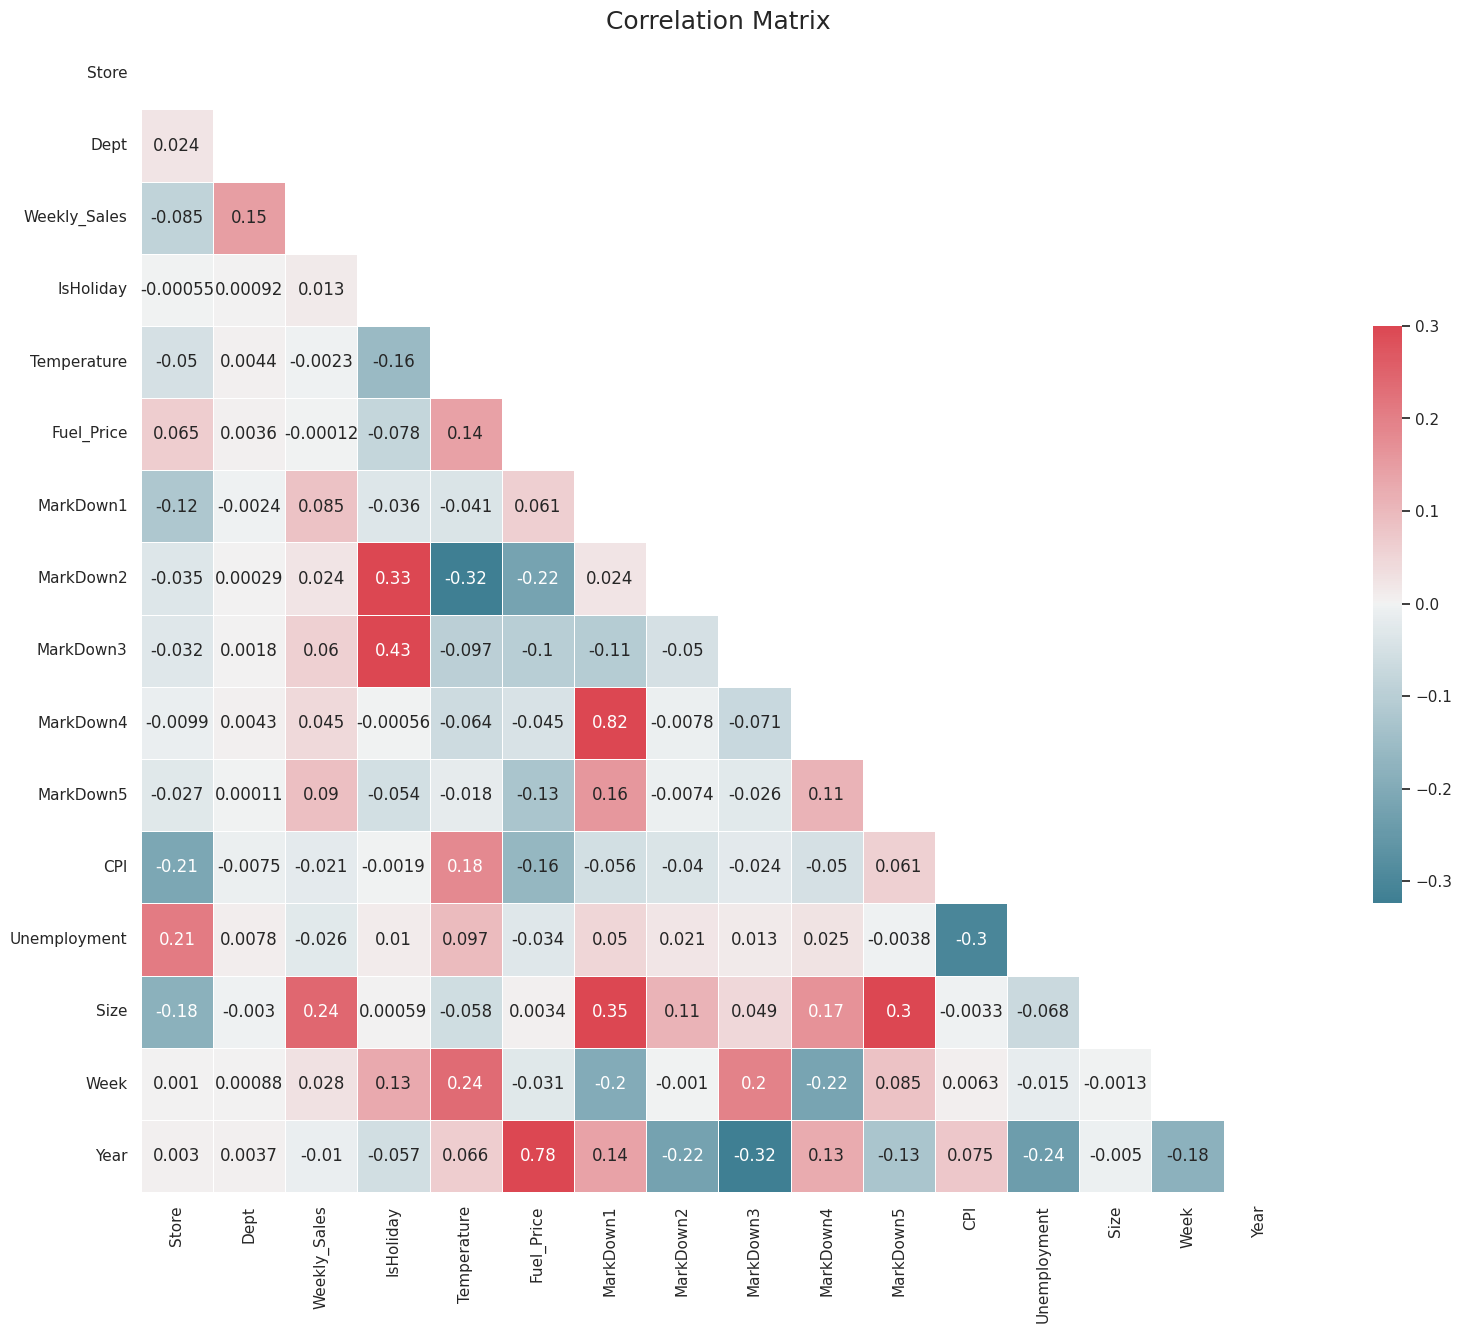 Correlation Matrix
Store
Dept 0.024
Weekly_Sales -0.085 0.15
IsHoliday -0.00055 0.00092 0.013
Temperature -0.05 0.0044 -0.0023 -0.16
Fuel_Price 0.065 0.0036 -0.00012 -0.078 0.14
MarkDown1 -0.12 -0.0024 0.085 -0.036 -0.041 0.061
MarkDown2 -0.035 0.00029 0.024 0.33 -0.32 -0.22 0.024
MarkDown3 -0.032 0.0018 0.06 0.43 -0.097 -0.1 -0.11 -0.05
MarkDown4 -0.0099 0.0043 0.045 -0.00056 -0.064 -0.045 0.82 -0.0078 -0.071
MarkDown5 -0.027 0.00011 0.09 -0.054 -0.018 -0.13 0.16 -0.0074 -0.026 0.11
CPI -0.21 -0.0075 -0.021 -0.0019 0.18 -0.16 -0.056 -0.04 -0.024 -0.05 0.061
Unemployment 0.21 0.0078 -0.026 0.01 0.097 -0.034 0.05 0.021 0.013 0.025 -0.0038 -0.3
Size -0.18 -0.003 0.24 0.00059 -0.058 0.0034 0.35 0.11 0.049 0.17 0.3 -0.0033 -0.068
Week 0.001 0.00088 0.028 0.13 0.24 -0.031 -0.2 -0.001 0.2 -0.22 0.085 0.0063 -0.015 -0.0013
Year 0.003 0.0037 -0.01 -0.057 0.066 0.78 0.14 -0.22 -0.32 0.13 -0.13 0.075 -0.24 -0.005 -0.18
Store Dept Weekly_Sales IsHoliday Temperature Fuel_Price MarkDown1 MarkDown2 MarkDown3 MarkDown4 MarkDown5 CPI Unemployment Size Week Year
0.3
0.2
0.1
0.0
−0.1
−0.2
−0.3